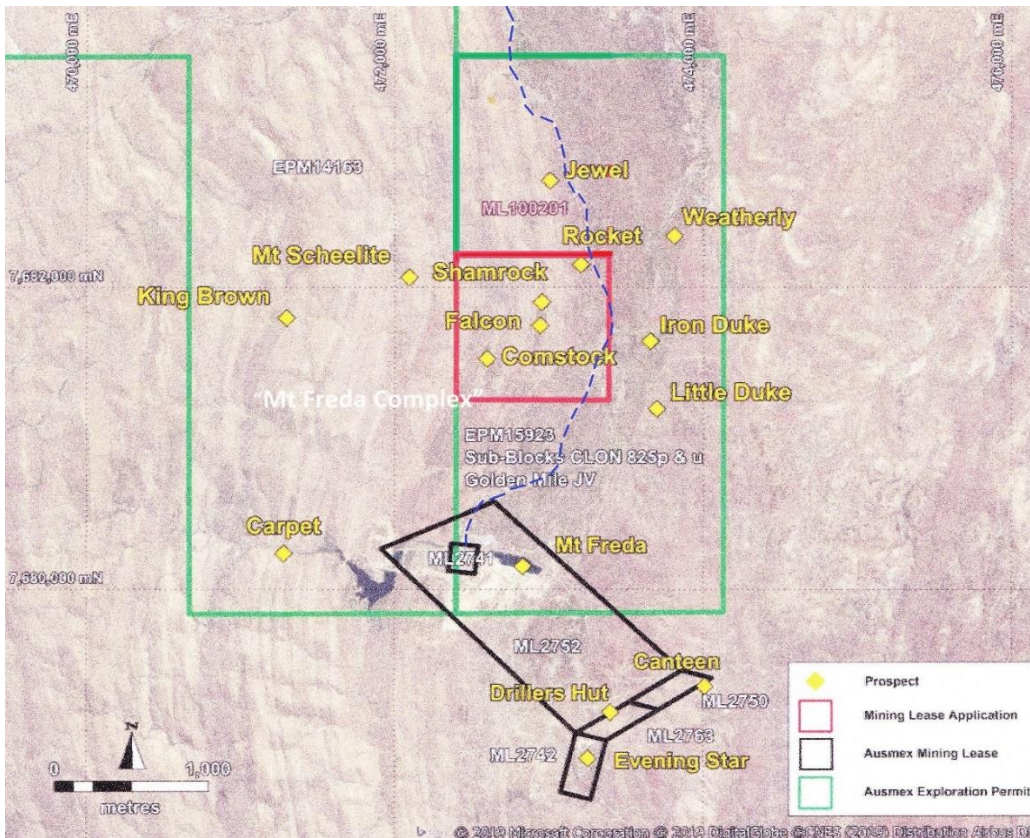 470,000 mE
472,000 mE
474,000 mE
476,000 mE
EPM14163
Jewel
ML100201
Weatherly
Rocket
Mt Scheelite
Shamrock
7,682,000 mN
King Brown
Falcon
Iron Duke
Comstock
"Mt Freda Complex"
Little Duke
EPM15923
Sub-Blocks CLON 825p & u
Golden Mile JV
Carpet
ML2741
Mt Freda
7,680,000 mN
ML2752
Canteen
Drillers Hut
ML2750
ML2763
ML2742
Evening Star
N
0 1,000
metres
Prospect
Mining Lease Application
Ausmex Mining Lease
Ausmex Exploration Permit
© 2019 Microsoft Corporation © 2019 DigitalGlobe ©CNES (2019) Distribution